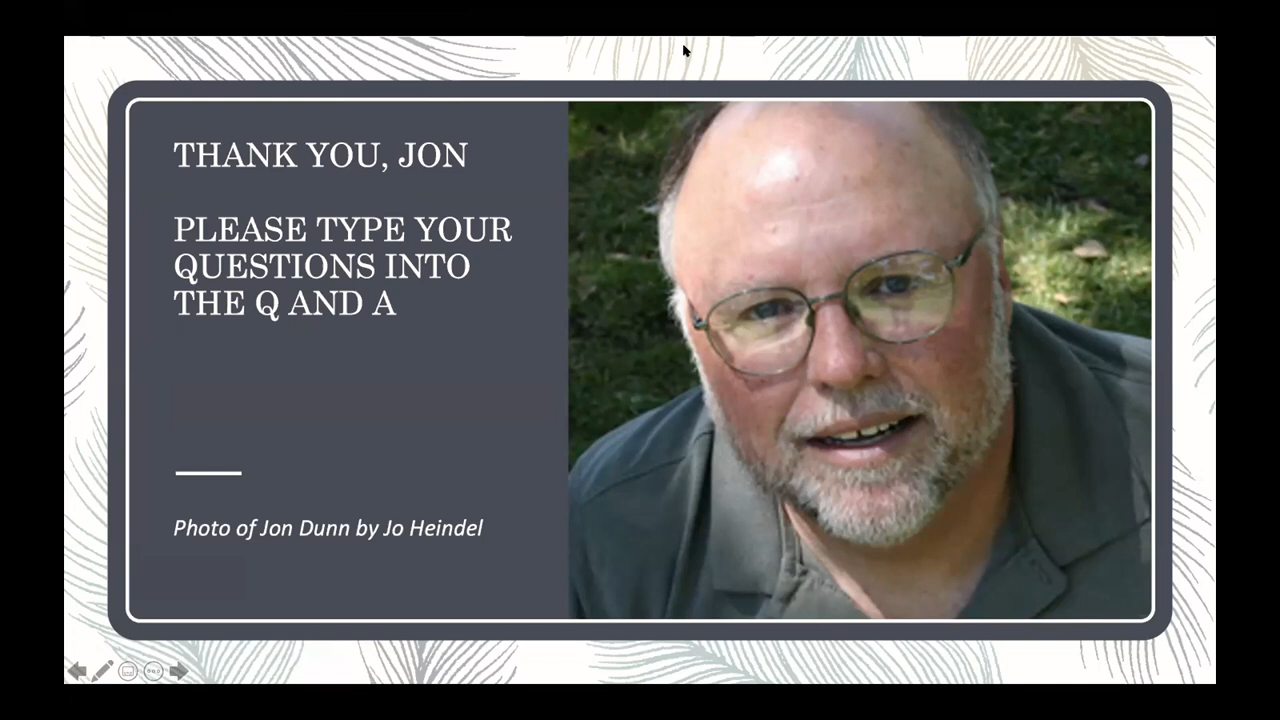 THANK YOU, JON
PLEASE TYPE YOUR
QUESTIONS INTO
THE Q AND A
Photo of Jon Dunn by Jo Heindel